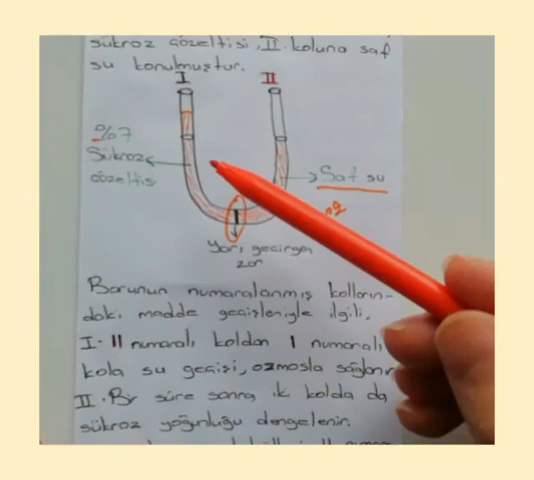 sükroz çözeltisi, II. koluna saf
su konulmuştur.
I II
%7
Sükroz
çözeltisi
Saf su
Yarı geçirgen
zar
Borunun numaralanmış kolların-
daki madde geçişleriyle ilgili,
I. II numaralı koldan I numaralı
kola su geçişi, ozmosla sağlanır
II. Bir süre sonra iki kolda da
sükroz yoğunluğu dengelenir.